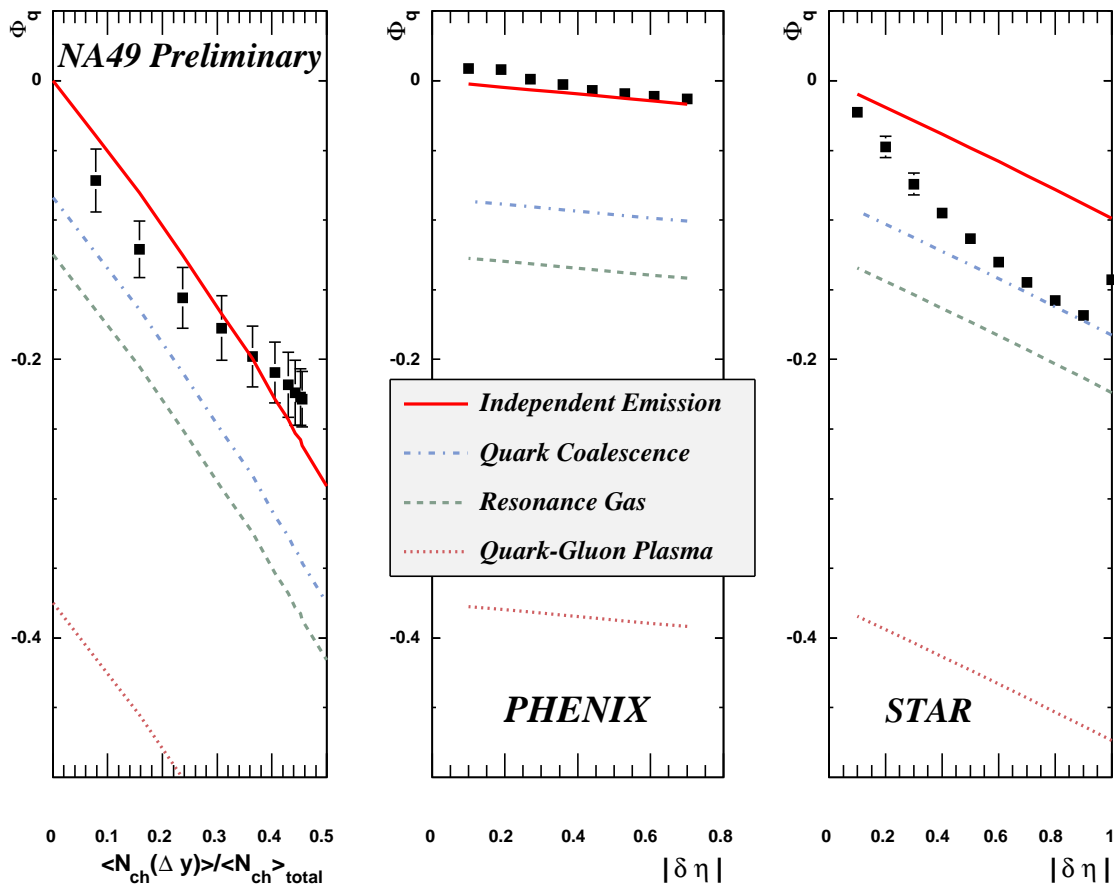 Φq Φq Φq
NA49 Preliminary
0 0 0
-0.2 -0.2 -0.2
Independent Emission
Quark Coalescence
Resonance Gas
Quark-Gluon Plasma
-0.4 -0.4 -0.4
PHENIX
STAR
0 0.1 0.2 0.3 0.4 0.5
0 0.2 0.4 0.6 0.8
0 0.2 0.4 0.6 0.8 1
<Nch(Δ y)>/<Nch>total
|δ η|
|δ η|